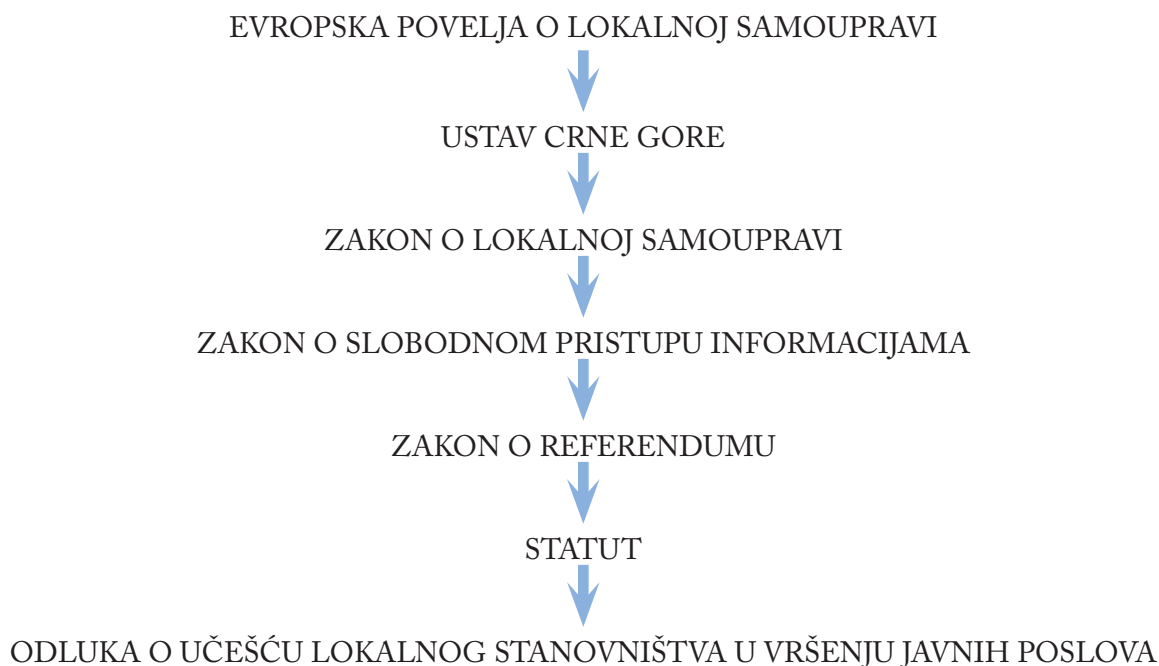 EVROPSKA POVELJA O LOKALNOJ SAMOUPRAVI
USTAV CRNE GORE
ZAKON O LOKALNOJ SAMOUPRAVI
ZAKON O SLOBODNOM PRISTUPU INFORMACIJAMA
ZAKON O REFERENDUMU
STATUT
ODLUKA O UČEŠĆU LOKALNOG STANOVNIŠTVA U VRŠENJU JAVNIH POSLOVA